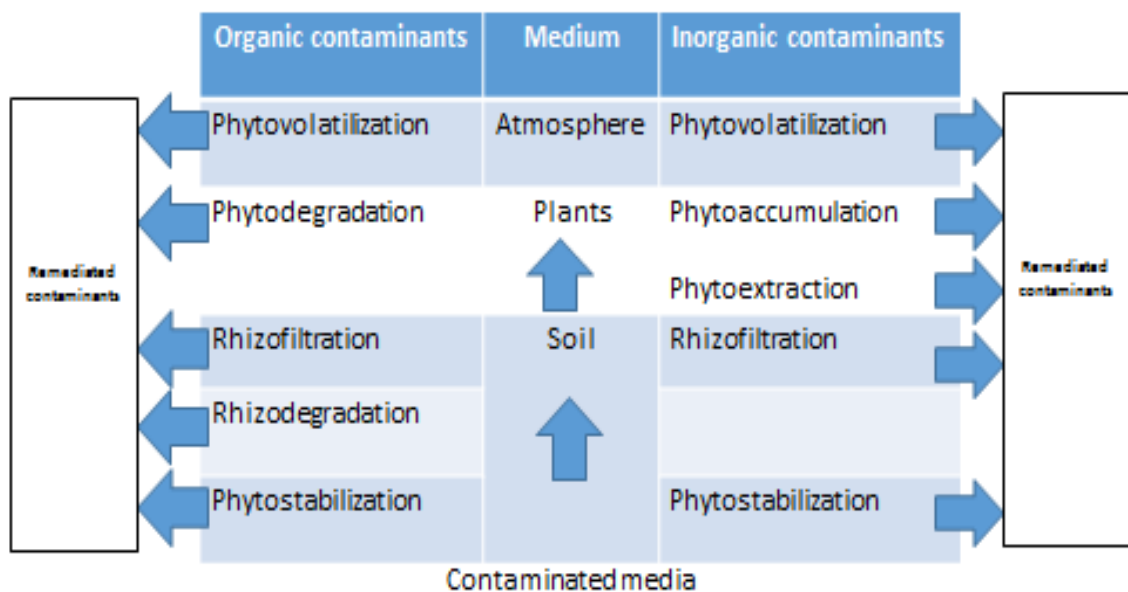 Organic contaminants Medium Inorganic contaminants
Phytovolatilization Atmosphere Phytovolatilization
Phytodegradation Plants Phytoaccumulation
Remediated
contaminants
Remediated
contaminants
Phytoextraction
Rhizofiltration Soil Rhizofiltration
Rhizodegradation
Phytostabilization Phytostabilization
Contaminated media